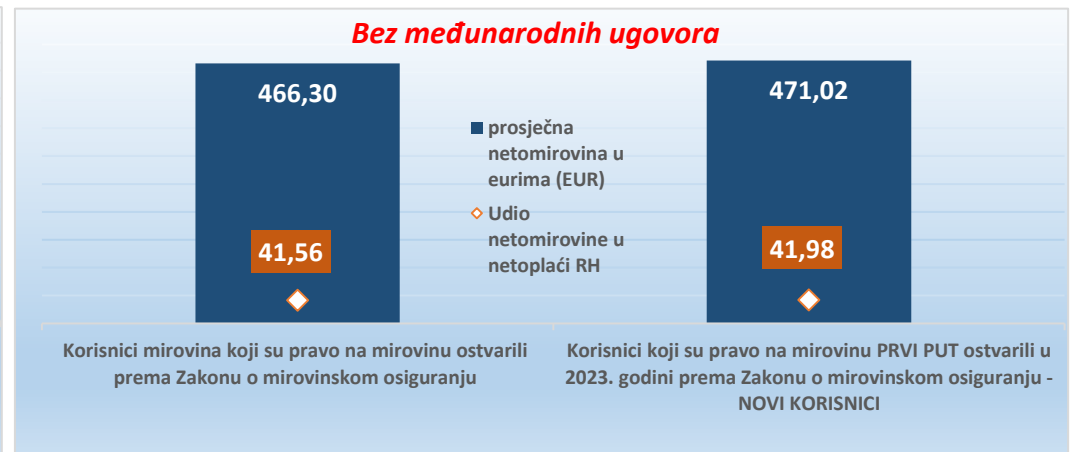 Bez međunarodnih ugovora
466,30
471,02
prosječna
netomirovina u
eurima (EUR)
Udio
netomirovine u
netoplaći RH
41,56
41,98
Korisnici mirovina koji su pravo na mirovinu ostvarili
prema Zakonu o mirovinskom osiguranju
Korisnici koji su pravo na mirovinu PRVI PUT ostvarili u
2023. godini prema Zakonu o mirovinskom osiguranju -
NOVI KORISNICI